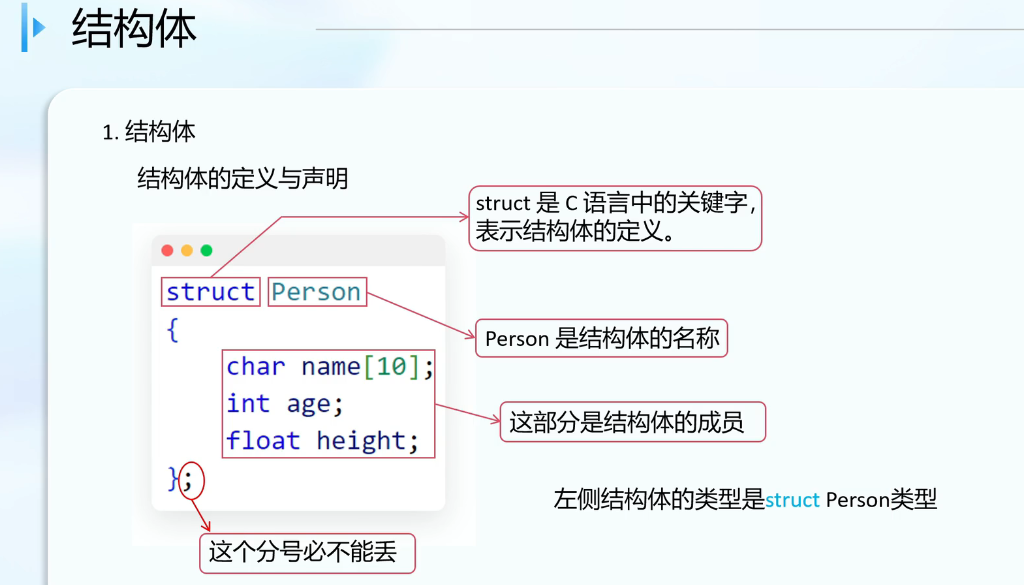 结构体
1. 结构体
结构体的定义与声明
struct 是 C 语言中的关键字，
表示结构体的定义。
struct Person
{
Person 是结构体的名称
char name[10];
int age;
float height;
这部分是结构体的成员
};
左侧结构体的类型是struct Person类型
这个分号必不能丢